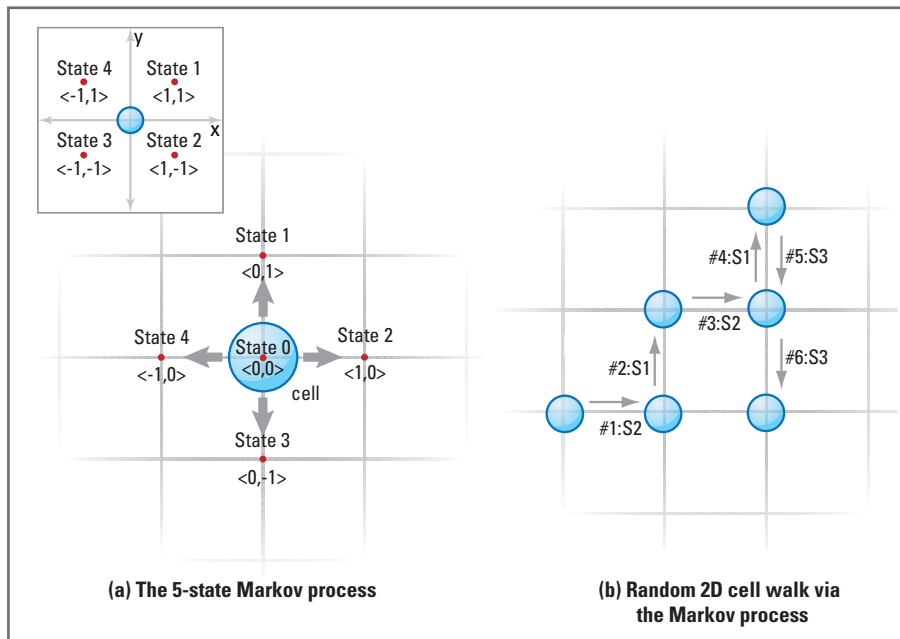 y
State 4
State 1
<-1,1>
<1,1>
x
State 3
State 2
<-1,-1>
<1,-1>
State 1
<0,1>
State 4
State 0
State 2
<-1,0>
<0,0>
<1,0>
cell
State 3
<0,-1>
(a) The 5-state Markov process
#4:S1
#5:S3
#3:S2
#2:S1
#6:S3
#1:S2
(b) Random 2D cell walk via
the Markov process